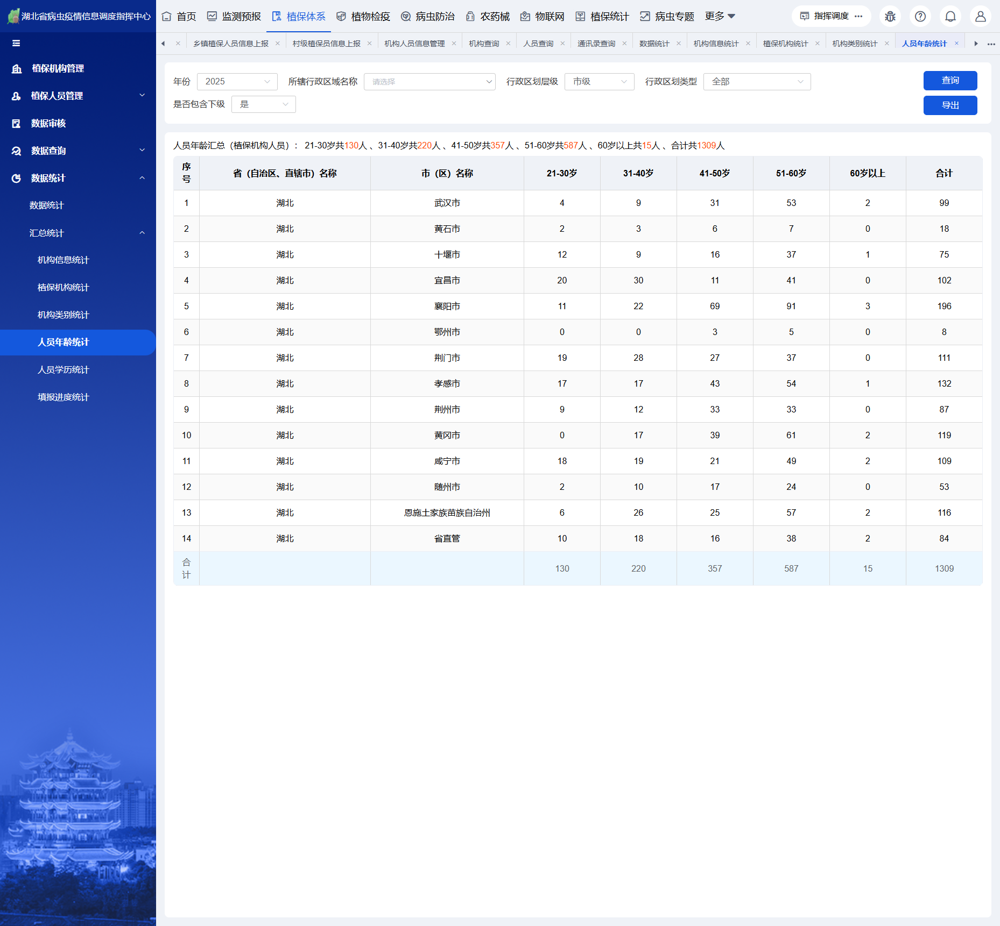 湖北省病虫疫情信息调度指挥中心
首页 监测预报 植保体系 植物检疫 病虫防治 农药械 物联网 植保统计 病虫专题 更多 指挥调度
乡镇植保人员信息上报 村级植保员信息上报 机构人员信息管理 机构查询 人员查询 通讯录查询 数据统计 机构信息统计 植保机构统计 机构类别统计 人员年龄统计
植保机构管理
植保人员管理
数据审核
数据查询
数据统计
数据统计
汇总统计
机构信息统计
植保机构统计
机构类别统计
人员年龄统计
人员学历统计
填报进度统计
年份 2025 所辖行政区域名称 请选择 行政区划层级 市级 行政区划类型 全部 查询
是否包含下级 是 导出
人员年龄汇总（植保机构人员）： 21-30岁共130人、31-40岁共220人、41-50岁共357人、51-60岁共587人、60岁以上共15人、合计共1309人
序号 省（自治区、直辖市）名称 市（区）名称 21-30岁 31-40岁 41-50岁 51-60岁 60岁以上 合计
1 湖北 武汉市 4 9 31 53 2 99
2 湖北 黄石市 2 3 6 7 0 18
3 湖北 十堰市 12 9 16 37 1 75
4 湖北 宜昌市 20 30 11 41 0 102
5 湖北 襄阳市 11 22 69 91 3 196
6 湖北 鄂州市 0 0 3 5 0 8
7 湖北 荆门市 19 28 27 37 0 111
8 湖北 孝感市 17 17 43 54 1 132
9 湖北 荆州市 9 12 33 33 0 87
10 湖北 黄冈市 0 17 39 61 2 119
11 湖北 咸宁市 18 19 21 49 2 109
12 湖北 随州市 2 10 17 24 0 53
13 湖北 恩施土家族苗族自治州 6 26 25 57 2 116
14 湖北 省直管 10 18 16 38 2 84
合计 130 220 357 587 15 1309